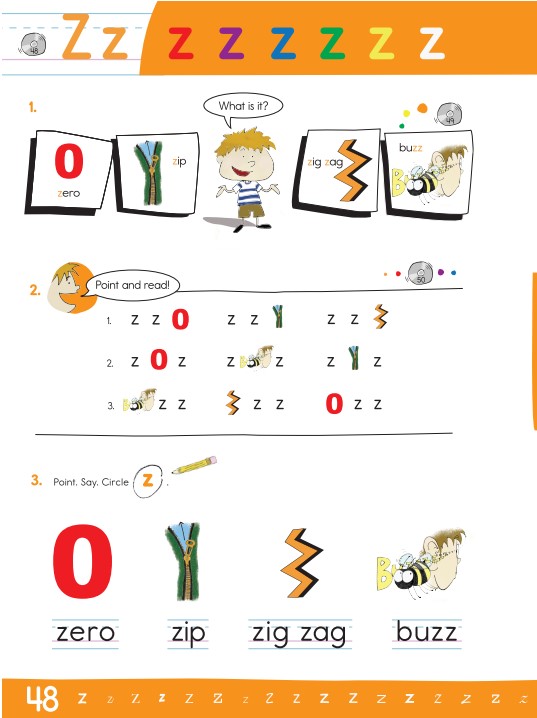 48 Zz z z z z z z
1.
What is it?
49
0
zero
zip
zig zag
buzz
B
2. Point and read!
50
1. z z 0 z z z z
2. z 0 z z z z z
3. z z z z 0 z z
B
3. Point. Say. Circle z .
0
B
zero zip zig zag buzz
48 z z z z z z z z z z z z z z z z z